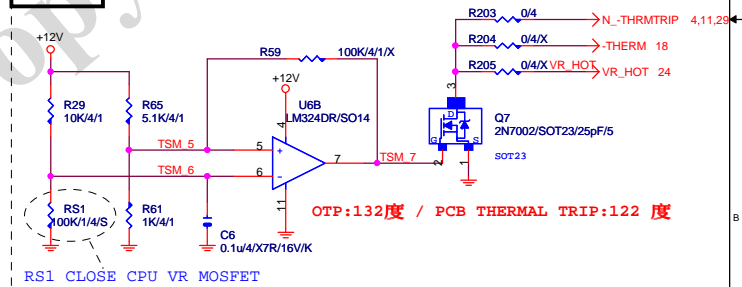 R203 0/4 N_-THRMTRIP 4,11,29
+12V
R59 100K/4/1/X
R204 0/4/X -THERM 18
R205 0/4/X VR_HOT VR_HOT 24
+12V
R29
10K/4/1
R65
5.1K/4/1
U6B
LM324DR/SO14
3
D
G
S
Q7
2N7002/SOT23/25pF/5
SOT23
4
TSM_5 5
+
7 TSM_7 2
1
TSM_6 6
-
11
RS1
100K/1/4/S
R61
1K/4/1
C6
0.1u/4/X7R/16V/K
OTP:132度 / PCB THERMAL TRIP:122 度
B
RS1 CLOSE CPU VR MOSFET